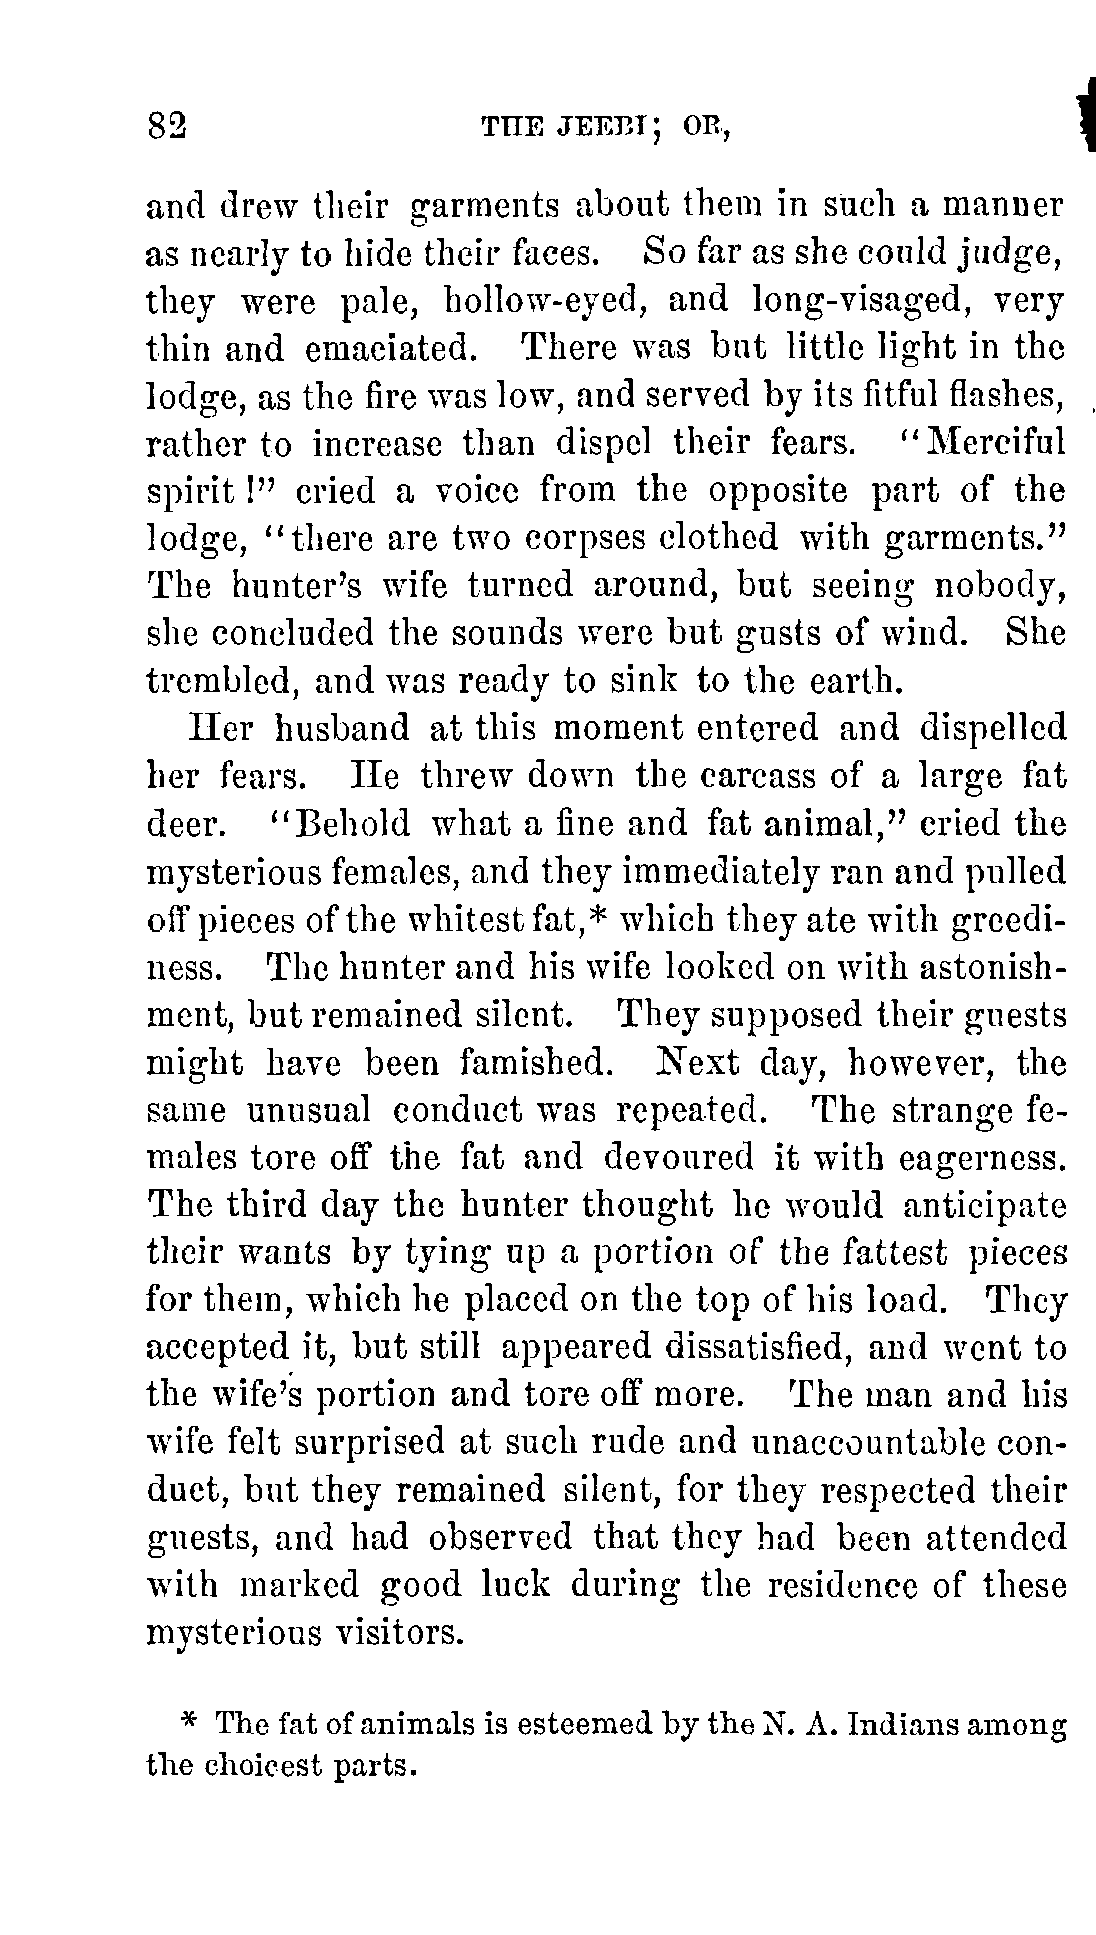 82 THE JEEBI; OR,
and drew their garments about them in such a manner
as nearly to hide their faces. So far as she could judge,
they were pale, hollow-eyed, and long-visaged, very
thin and emaciated. There was but little light in the
lodge, as the fire was low, and served by its fitful flashes,
rather to increase than dispel their fears. "Merciful
spirit!" cried a voice from the opposite part of the
lodge, "there are two corpses clothed with garments."
The hunter's wife turned around, but seeing nobody,
she concluded the sounds were but gusts of wind. She
trembled, and was ready to sink to the earth.
Her husband at this moment entered and dispelled
her fears. He threw down the carcass of a large fat
deer. "Behold what a fine and fat animal," cried the
mysterious females, and they immediately ran and pulled
off pieces of the whitest fat,* which they ate with greedi-
ness. The hunter and his wife looked on with astonish-
ment, but remained silent. They supposed their guests
might have been famished. Next day, however, the
same unusual conduct was repeated. The strange fe-
males tore off the fat and devoured it with eagerness.
The third day the hunter thought he would anticipate
their wants by tying up a portion of the fattest pieces
for them, which he placed on the top of his load. They
accepted it, but still appeared dissatisfied, and went to
the wife's portion and tore off more. The man and his
wife felt surprised at such rude and unaccountable con-
duct, but they remained silent, for they respected their
guests, and had observed that they had been attended
with marked good luck during the residence of these
mysterious visitors.
* The fat of animals is esteemed by the N. A. Indians among
the choicest parts.